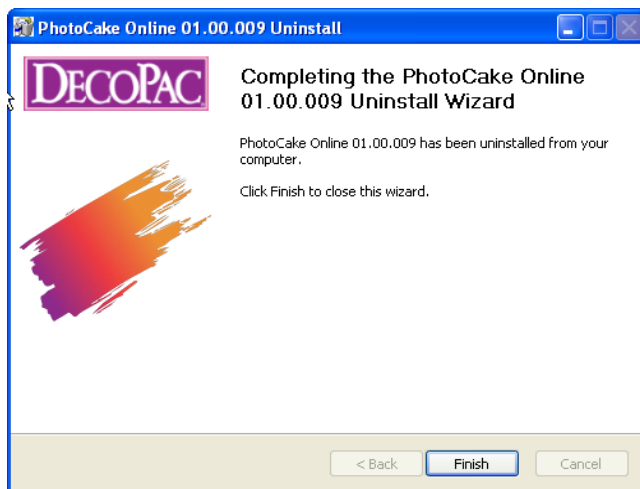 PhotoCake Online 01.00.009 Uninstall
DECOPAC
Completing the PhotoCake Online
01.00.009 Uninstall Wizard
PhotoCake Online 01.00.009 has been uninstalled from your
computer.
Click Finish to close this wizard.
< Back
Finish
Cancel